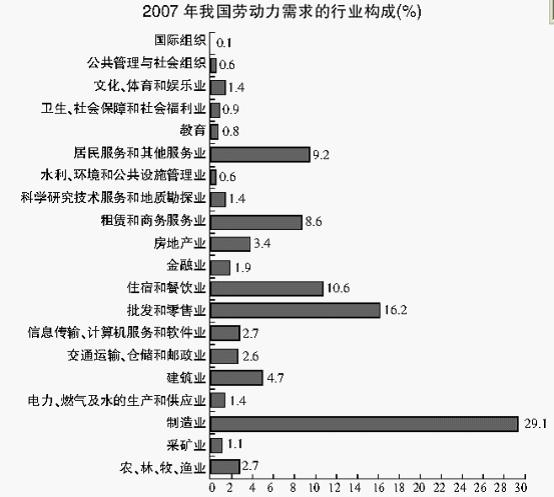 2007 年我国劳动力需求的行业构成(%)
国际组织 0.1
公共管理与社会组织 0.6
文化、体育和娱乐业 1.4
卫生、社会保障和社会福利业 0.9
教育 0.8
居民服务和其他服务业 9.2
水利、环境和公共设施管理业 0.6
科学研究技术服务和地质勘探业 1.4
租赁和商务服务业 8.6
房地产业 3.4
金融业 1.9
住宿和餐饮业 10.6
批发和零售业 16.2
信息传输、计算机服务和软件业 2.7
交通运输、仓储和邮政业 2.6
建筑业 4.7
电力、燃气及水的生产和供应业 1.4
制造业 29.1
采矿业 1.1
农、林、牧、渔业 2.7
0 2 4 6 8 10 12 14 16 18 20 22 24 26 28 30